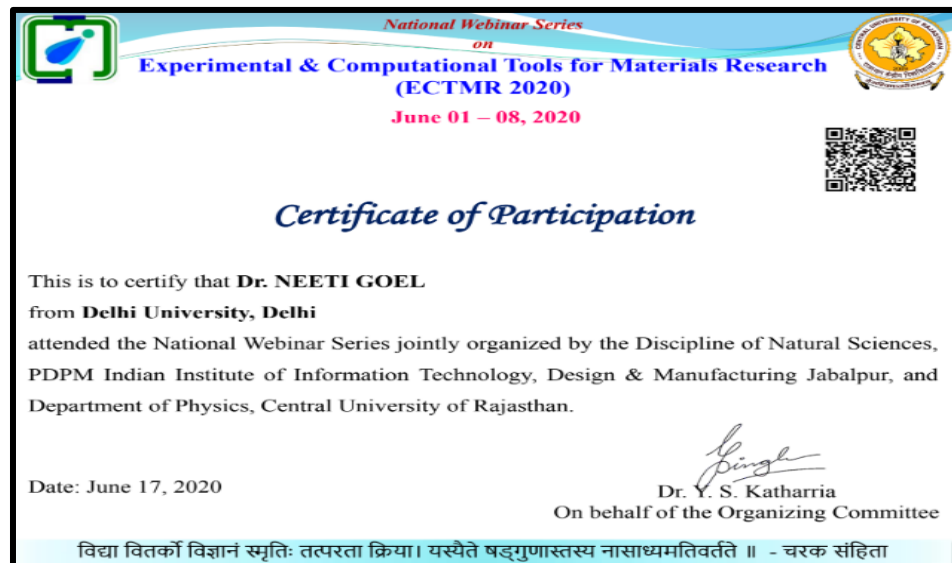 National Webinar Series
on
Experimental & Computational Tools for Materials Research
(ECTMR 2020)
June 01 – 08, 2020
CENTRAL UNIVERSITY OF RAJASTHAN
Certificate of Participation
This is to certify that Dr. NEETI GOEL
from Delhi University, Delhi
attended the National Webinar Series jointly organized by the Discipline of Natural Sciences,
PDPM Indian Institute of Information Technology, Design & Manufacturing Jabalpur, and
Department of Physics, Central University of Rajasthan.
Date: June 17, 2020
Dr. Y. S. Katharria
On behalf of the Organizing Committee
विद्या वितर्को विज्ञानं स्मृतिः तत्परता क्रिया। यस्यैते षड्गुणास्तस्य नासाध्यमतिवर्तते ॥ - चरक संहिता